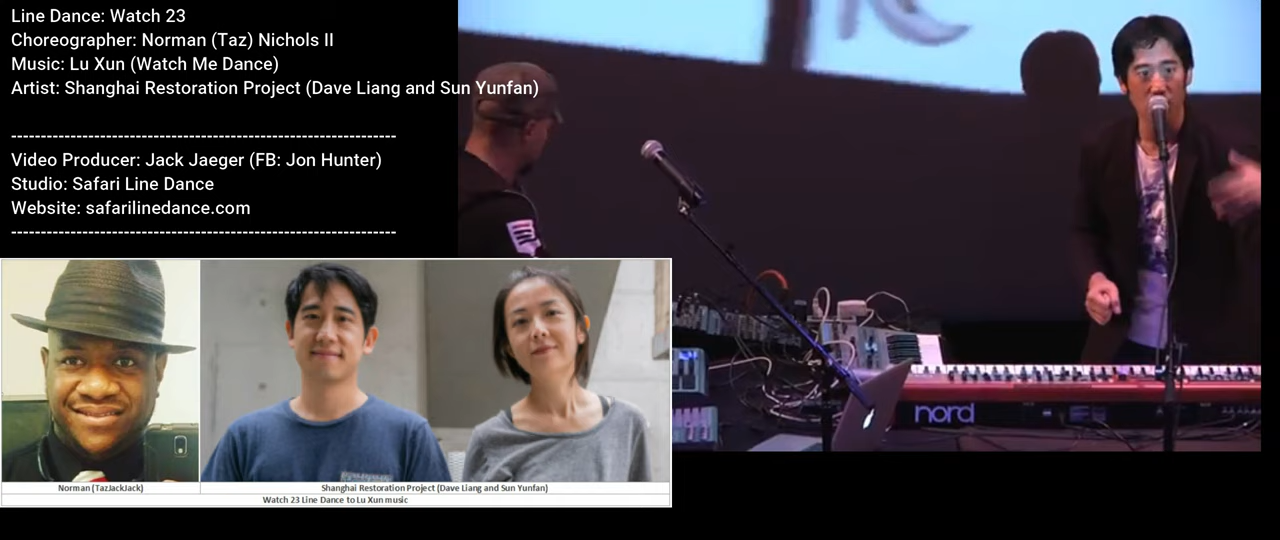 Line Dance: Watch 23
Choreographer: Norman (Taz) Nichols II
Music: Lu Xun (Watch Me Dance)
Artist: Shanghai Restoration Project (Dave Liang and Sun Yunfan)
-----------------------------------------------------------------
Video Producer: Jack Jaeger (FB: Jon Hunter)
Studio: Safari Line Dance
Website: safarilinedance.com
-----------------------------------------------------------------
nord
Norman (TazJackJack)
Shanghai Restoration Project (Dave Liang and Sun Yunfan)
Watch 23 Line Dance to Lu Xun music